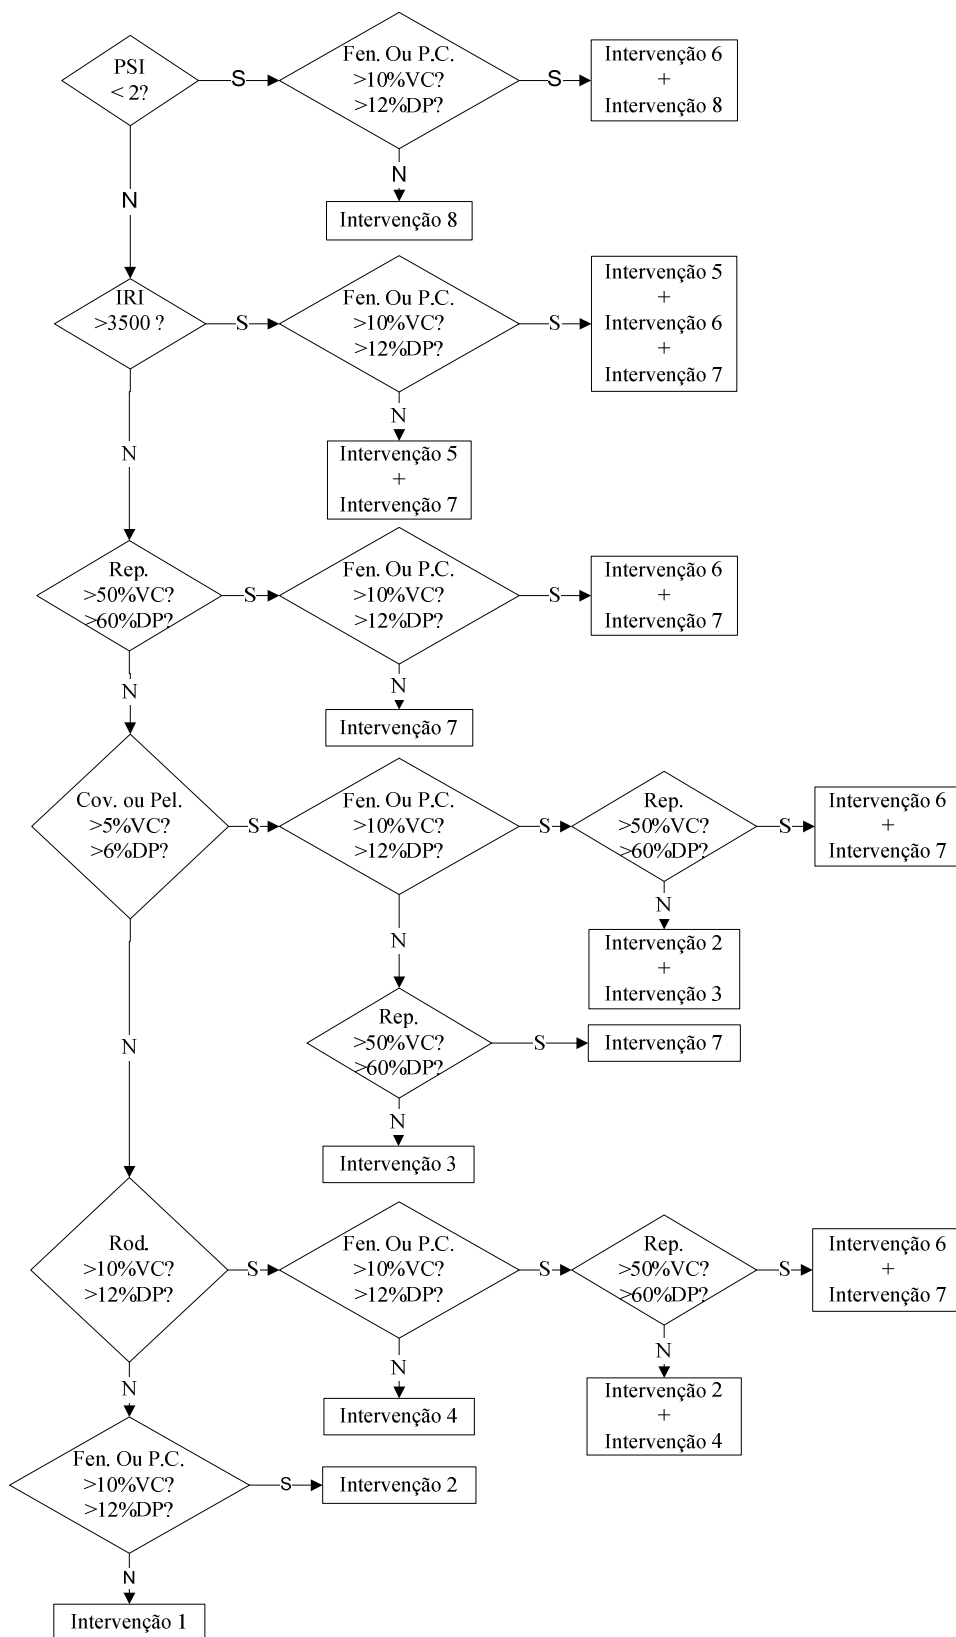 PSI
< 2?
S
Fen. Ou P.C.
>10%VC?
>12%DP?
S
Intervenção 6
+
Intervenção 8
N
N
Intervenção 8
IRI
>3500 ?
S
Fen. Ou P.C.
>10%VC?
>12%DP?
S
Intervenção 5
+
Intervenção 6
+
Intervenção 7
N
N
Intervenção 5
+
Intervenção 7
Rep.
>50%VC?
>60%DP?
S
Fen. Ou P.C.
>10%VC?
>12%DP?
S
Intervenção 6
+
Intervenção 7
N
N
Intervenção 7
Cov. ou Pel.
>5%VC?
>6%DP?
S
Fen. Ou P.C.
>10%VC?
>12%DP?
S
Rep.
>50%VC?
>60%DP?
S
Intervenção 6
+
Intervenção 7
N
Intervenção 2
+
Intervenção 3
N
Rep.
>50%VC?
>60%DP?
S
Intervenção 7
N
N
Intervenção 3
Rod.
>10%VC?
>12%DP?
S
Fen. Ou P.C.
>10%VC?
>12%DP?
S
Rep.
>50%VC?
>60%DP?
S
Intervenção 6
+
Intervenção 7
N
N
N
Intervenção 4
Intervenção 2
+
Intervenção 4
Fen. Ou P.C.
>10%VC?
>12%DP?
S
Intervenção 2
N
Intervenção 1